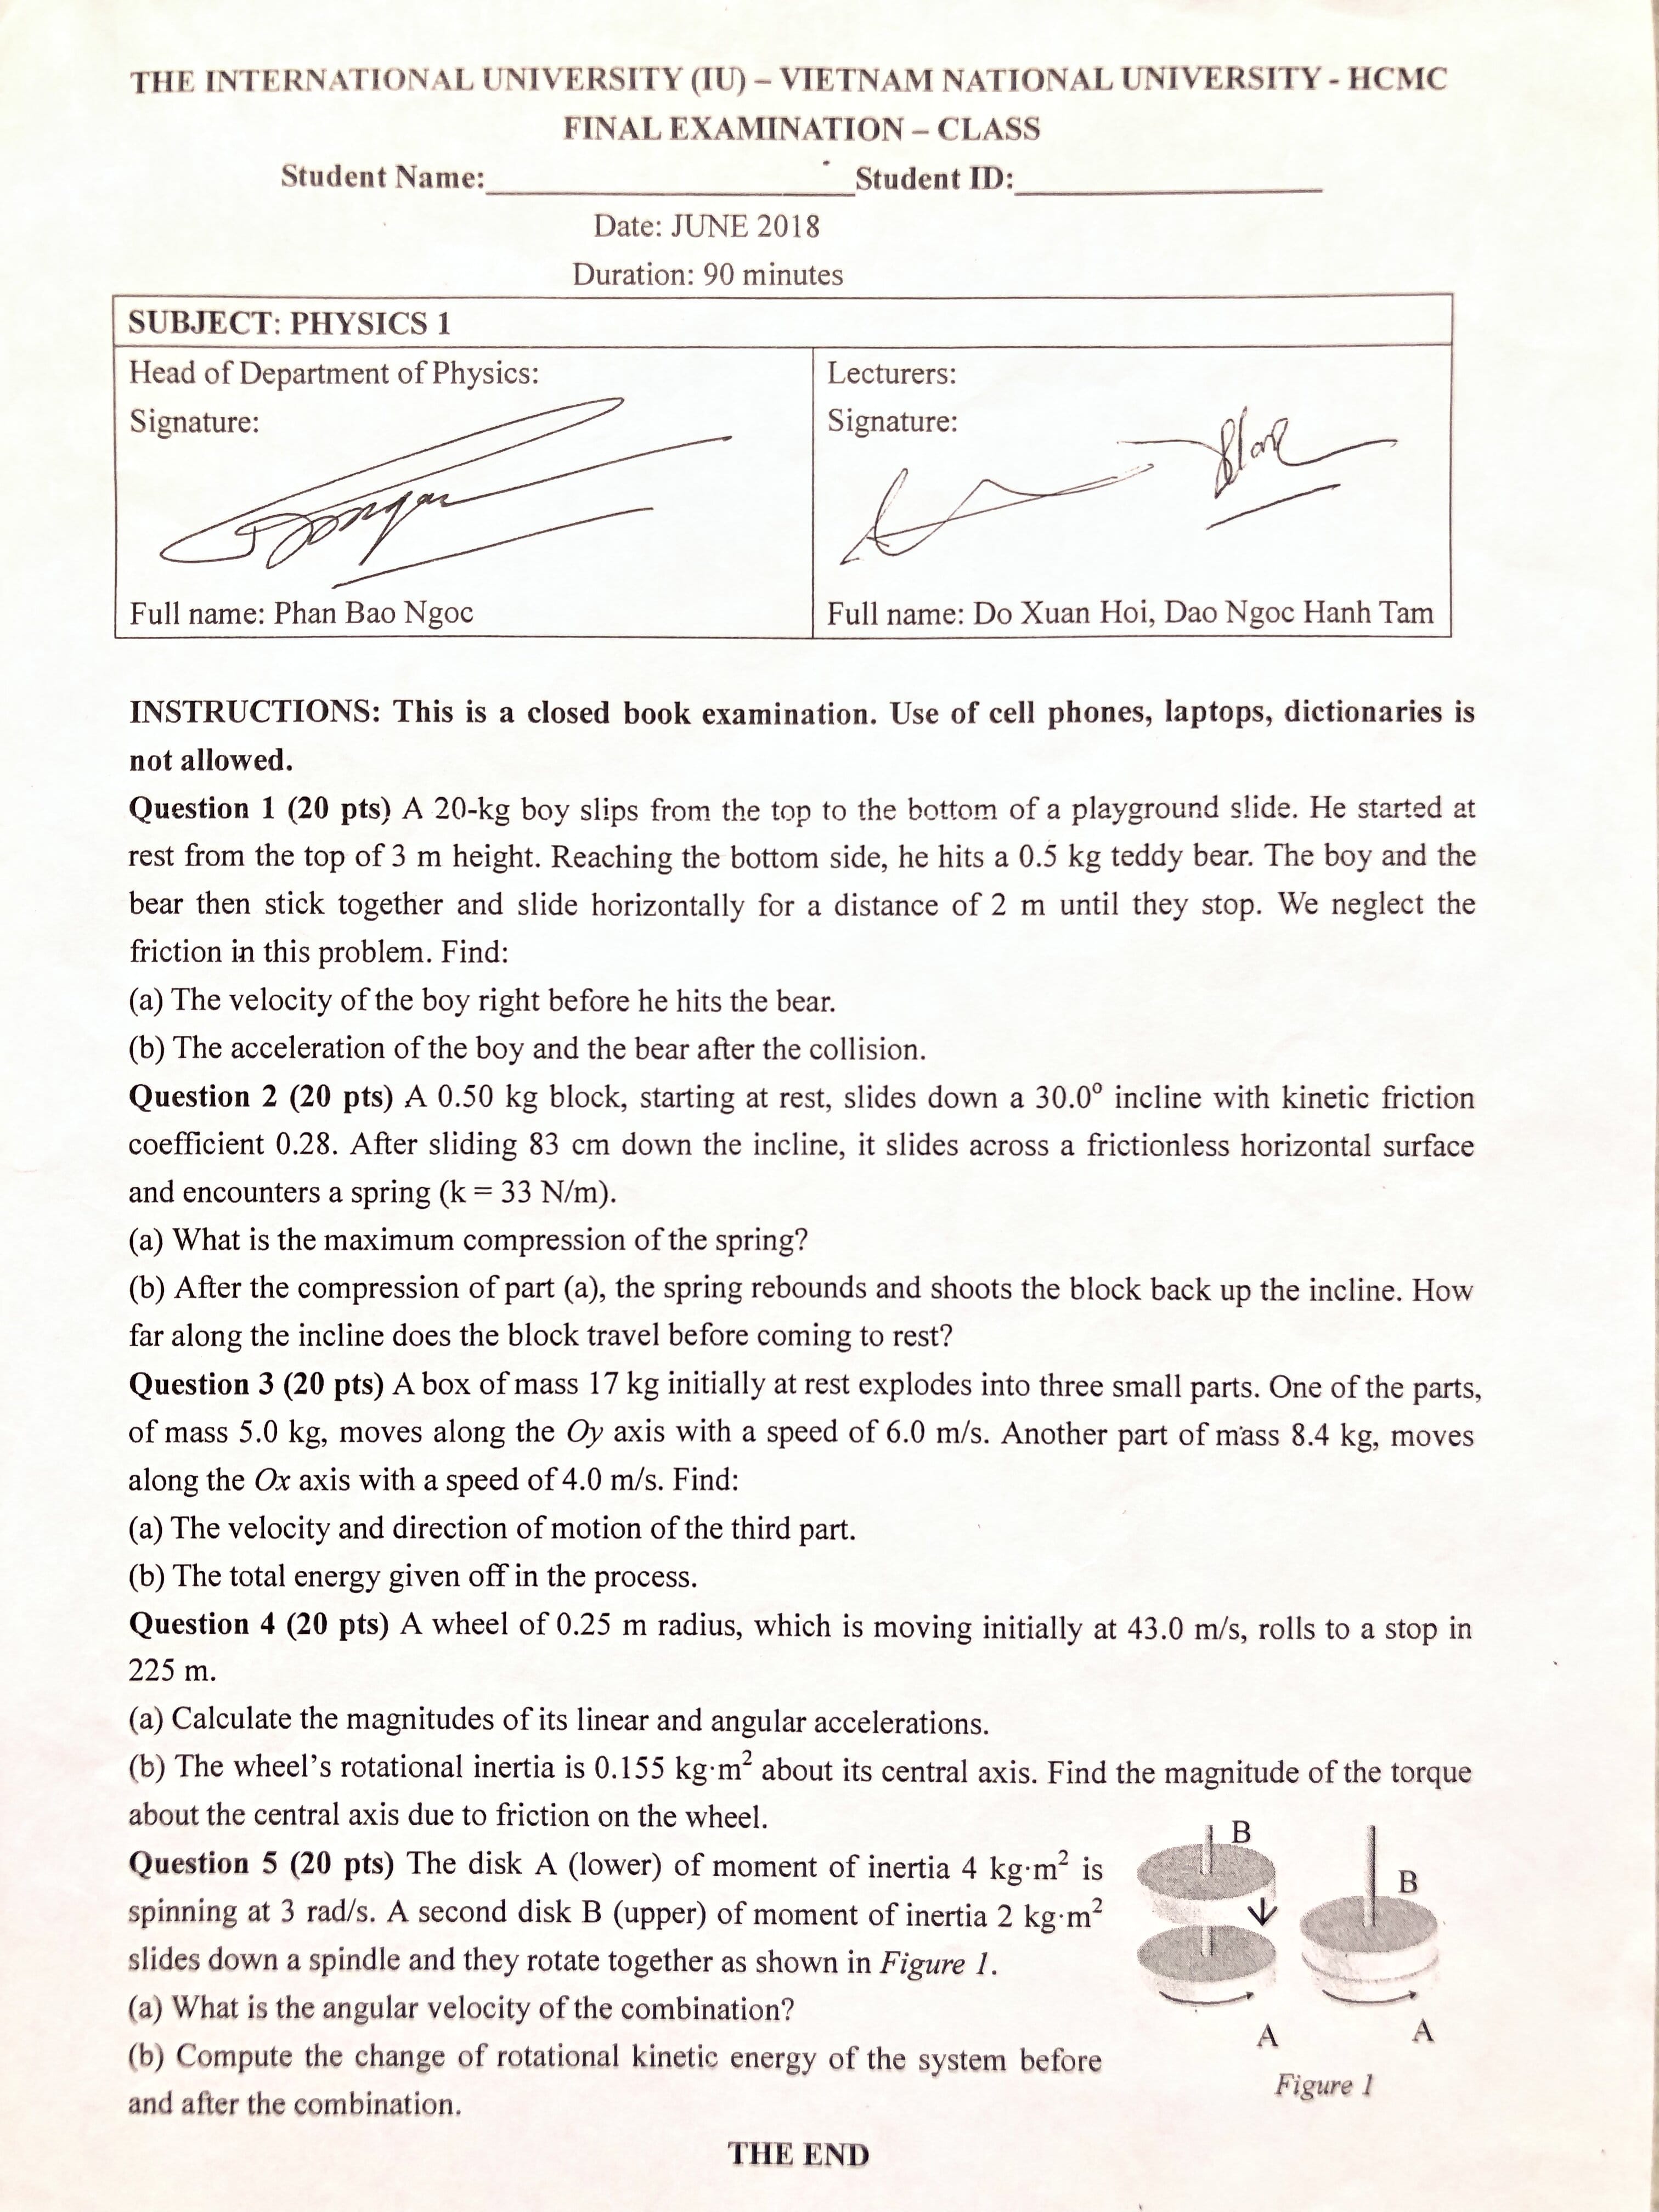 THE INTERNATIONAL UNIVERSITY (IU) – VIETNAM NATIONAL UNIVERSITY - HCMC
FINAL EXAMINATION – CLASS
Student Name:____________________Student ID:________________
Date: JUNE 2018
Duration: 90 minutes
SUBJECT: PHYSICS 1
Head of Department of Physics:
Signature:
Full name: Phan Bao Ngoc
Lecturers:
Signature:
Full name: Do Xuan Hoi, Dao Ngoc Hanh Tam
INSTRUCTIONS: This is a closed book examination. Use of cell phones, laptops, dictionaries is
not allowed.
Question 1 (20 pts) A 20-kg boy slips from the top to the bottom of a playground slide. He started at
rest from the top of 3 m height. Reaching the bottom side, he hits a 0.5 kg teddy bear. The boy and the
bear then stick together and slide horizontally for a distance of 2 m until they stop. We neglect the
friction in this problem. Find:
(a) The velocity of the boy right before he hits the bear.
(b) The acceleration of the boy and the bear after the collision.
Question 2 (20 pts) A 0.50 kg block, starting at rest, slides down a 30.0º incline with kinetic friction
coefficient 0.28. After sliding 83 cm down the incline, it slides across a frictionless horizontal surface
and encounters a spring (k = 33 N/m).
(a) What is the maximum compression of the spring?
(b) After the compression of part (a), the spring rebounds and shoots the block back up the incline. How
far along the incline does the block travel before coming to rest?
Question 3 (20 pts) A box of mass 17 kg initially at rest explodes into three small parts. One of the parts,
of mass 5.0 kg, moves along the Oy axis with a speed of 6.0 m/s. Another part of mass 8.4 kg, moves
along the Ox axis with a speed of 4.0 m/s. Find:
(a) The velocity and direction of motion of the third part.
(b) The total energy given off in the process.
Question 4 (20 pts) A wheel of 0.25 m radius, which is moving initially at 43.0 m/s, rolls to a stop in
225 m.
(a) Calculate the magnitudes of its linear and angular accelerations.
(b) The wheel's rotational inertia is 0.155 kg·m² about its central axis. Find the magnitude of the torque
about the central axis due to friction on the wheel.
Question 5 (20 pts) The disk A (lower) of moment of inertia 4 kg·m² is
spinning at 3 rad/s. A second disk B (upper) of moment of inertia 2 kg·m²
slides down a spindle and they rotate together as shown in Figure 1.
(a) What is the angular velocity of the combination?
(b) Compute the change of rotational kinetic energy of the system before
and after the combination.
B
B
A
A
Figure 1
THE END